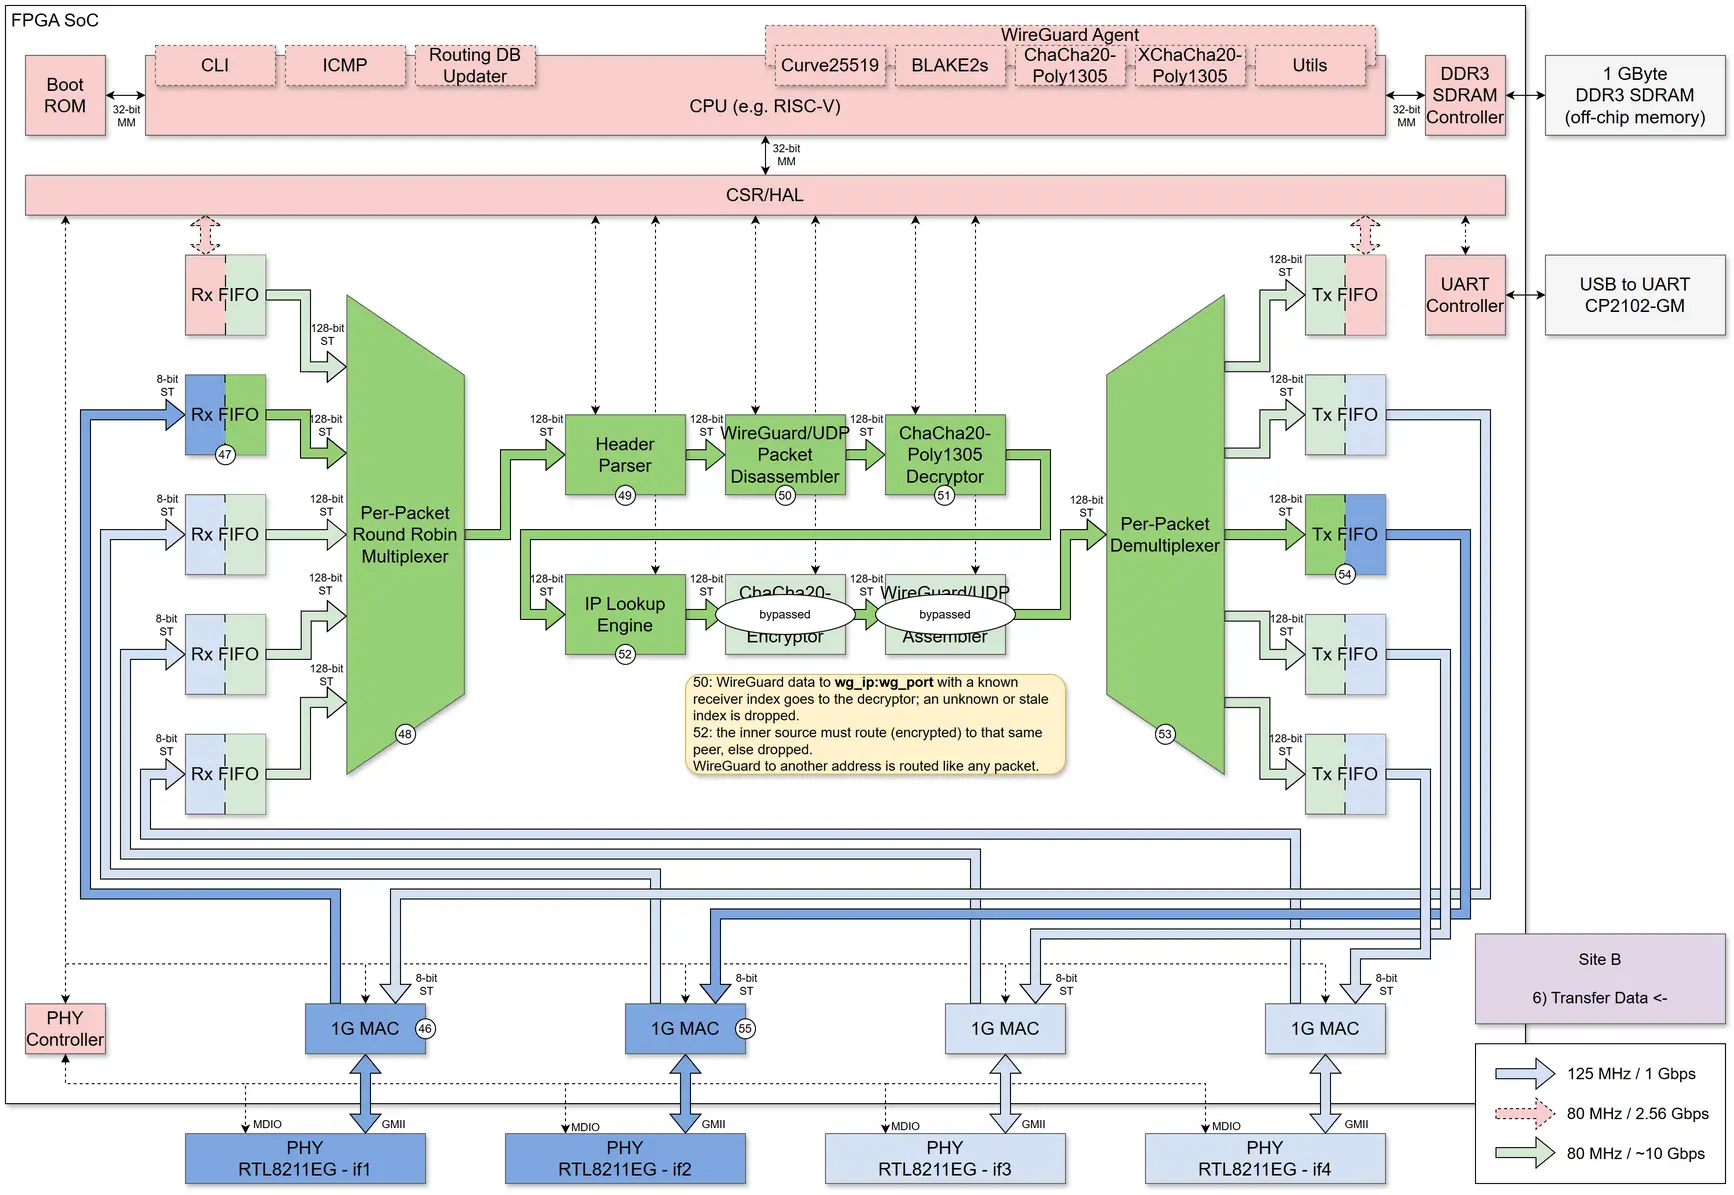 FPGA SoC
Boot
ROM
32-bit
MM
CLI
ICMP
Routing DB
Updater
WireGuard Agent
Curve25519
BLAKE2s
ChaCha20-
Poly1305
XChaCha20-
Poly1305
Utils
CPU (e.g. RISC-V)
32-bit
MM
DDR3
SDRAM
Controller
1 GByte
DDR3 SDRAM
(off-chip memory)
32-bit
MM
CSR/HAL
Rx FIFO
128-bit
ST
8-bit
ST
Rx FIFO
47
128-bit
ST
8-bit
ST
Rx FIFO
128-bit
ST
8-bit
ST
Rx FIFO
128-bit
ST
8-bit
ST
Rx FIFO
128-bit
ST
Per-Packet
Round Robin
Multiplexer
48
128-bit
ST
Header
Parser
49
128-bit
ST
WireGuard/UDP
Packet
Disassembler
50
128-bit
ST
ChaCha20-
Poly1305
Decryptor
51
128-bit
ST
IP Lookup
Engine
52
128-bit
ST
ChaCha20-
bypassed
Encryptor
128-bit
ST
WireGuard/UDP
bypassed
Assembler
128-bit
ST
50: WireGuard data to wg_ip:wg_port with a known
receiver index goes to the decryptor; an unknown or stale
index is dropped.
52: the inner source must route (encrypted) to that same
peer, else dropped.
WireGuard to another address is routed like any packet.
Per-Packet
Demultiplexer
53
128-bit
ST
Tx FIFO
128-bit
ST
Tx FIFO
128-bit
ST
Tx FIFO
54
128-bit
ST
Tx FIFO
128-bit
ST
Tx FIFO
UART
Controller
USB to UART
CP2102-GM
PHY
Controller
1G MAC
46
8-bit
ST
1G MAC
55
8-bit
ST
1G MAC
8-bit
ST
1G MAC
8-bit
ST
MDIO
GMII
MDIO
GMII
MDIO
GMII
MDIO
GMII
PHY
RTL8211EG - if1
PHY
RTL8211EG - if2
PHY
RTL8211EG - if3
PHY
RTL8211EG - if4
Site B
6) Transfer Data <-
125 MHz / 1 Gbps
80 MHz / 2.56 Gbps
80 MHz / ~10 Gbps